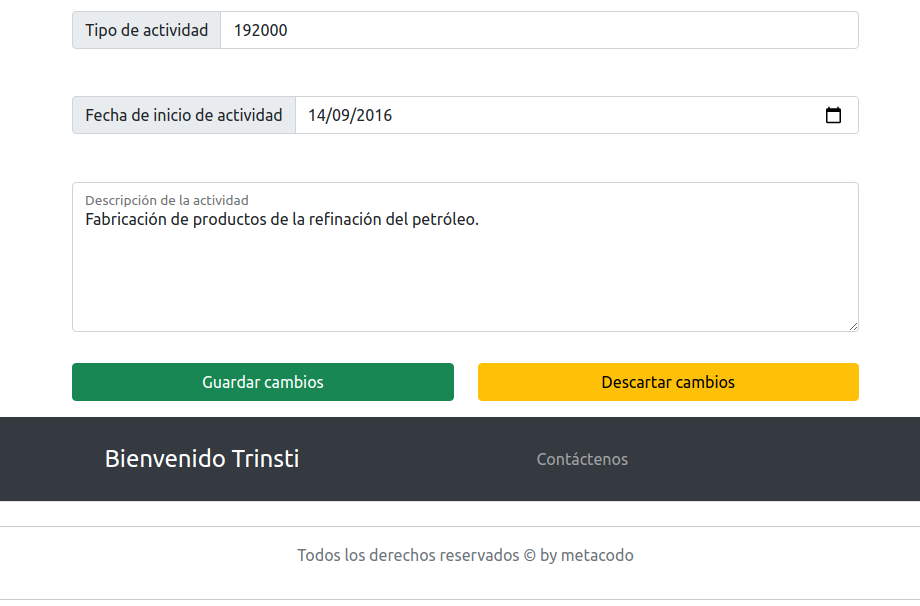 Tipo de actividad 192000
Fecha de inicio de actividad 14/09/2016
Descripción de la actividad
Fabricación de productos de la refinación del petróleo.
Guardar cambios Descartar cambios
Bienvenido Trinsti Contáctenos
Todos los derechos reservados © by metacodo